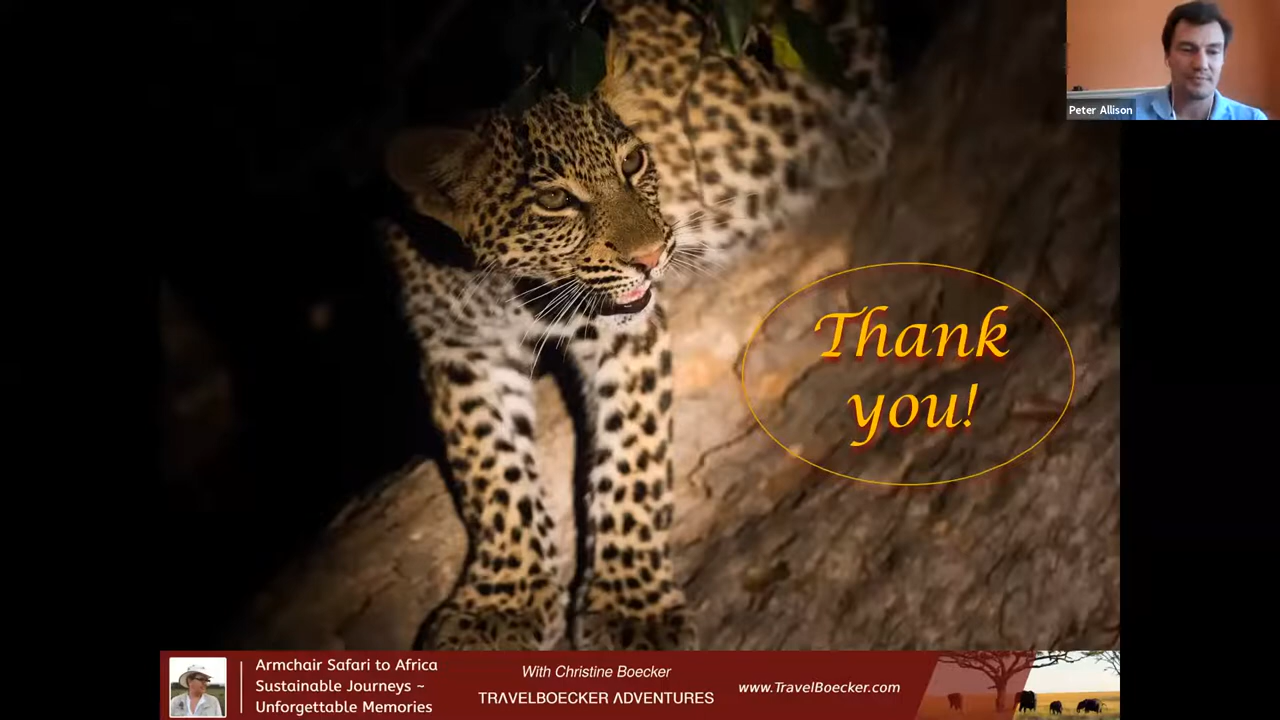 Peter Allison
Thank
you!
Armchair Safari to Africa
Sustainable Journeys ~
Unforgettable Memories
With Christine Boecker
TRAVELBOECKER ADVENTURES
www.TravelBoecker.com